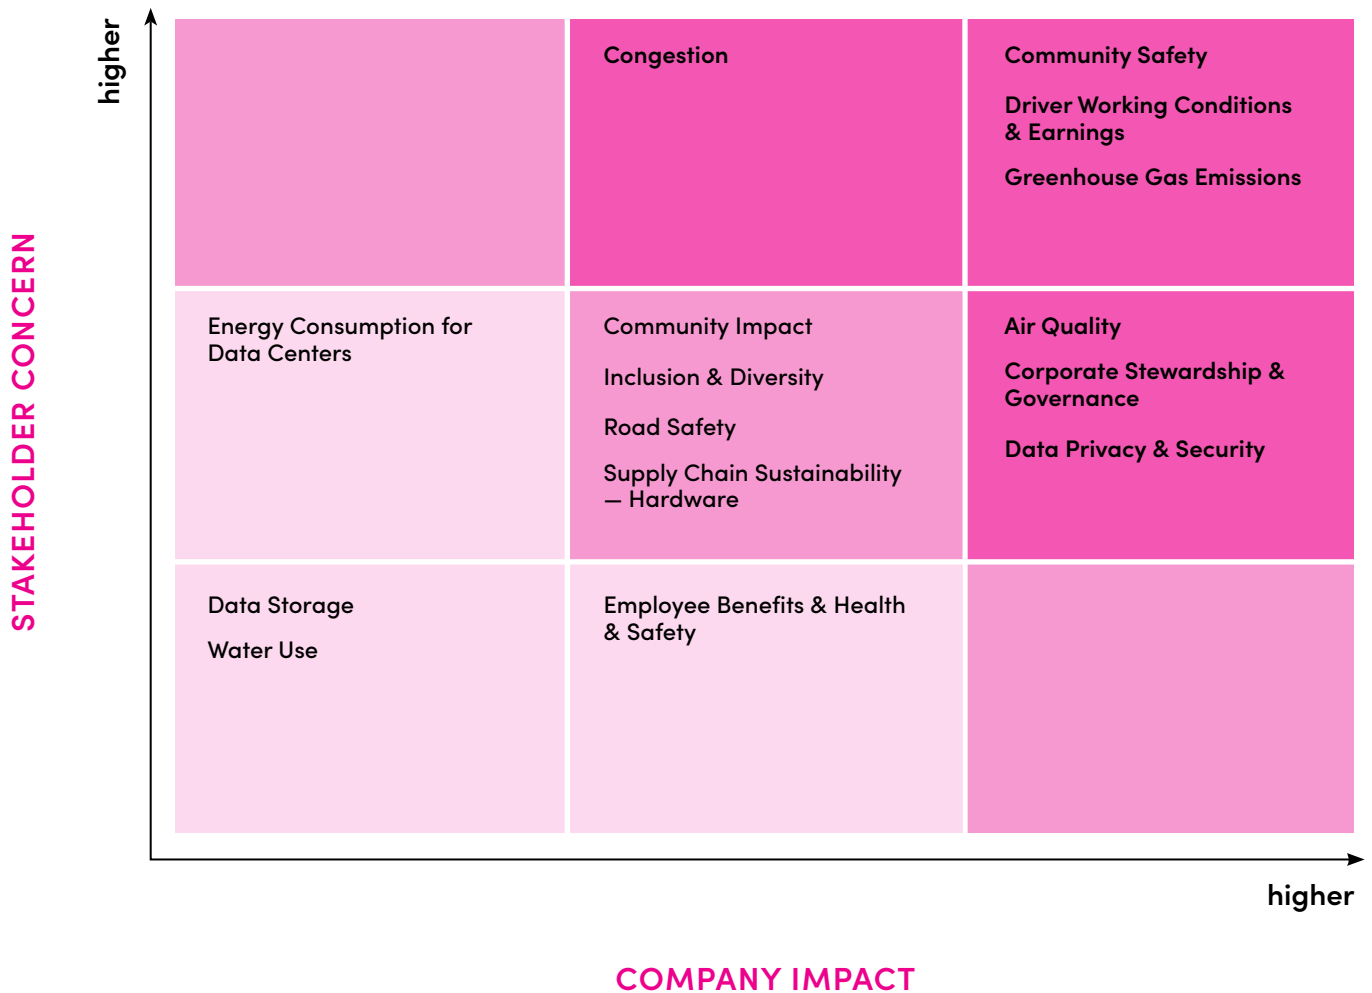 higher
STAKEHOLDER CONCERN
Congestion
Community Safety
Driver Working Conditions
& Earnings
Greenhouse Gas Emissions
Energy Consumption for
Data Centers
Community Impact
Inclusion & Diversity
Road Safety
Supply Chain Sustainability
— Hardware
Air Quality
Corporate Stewardship &
Governance
Data Privacy & Security
Data Storage
Water Use
Employee Benefits & Health
& Safety
higher
COMPANY IMPACT